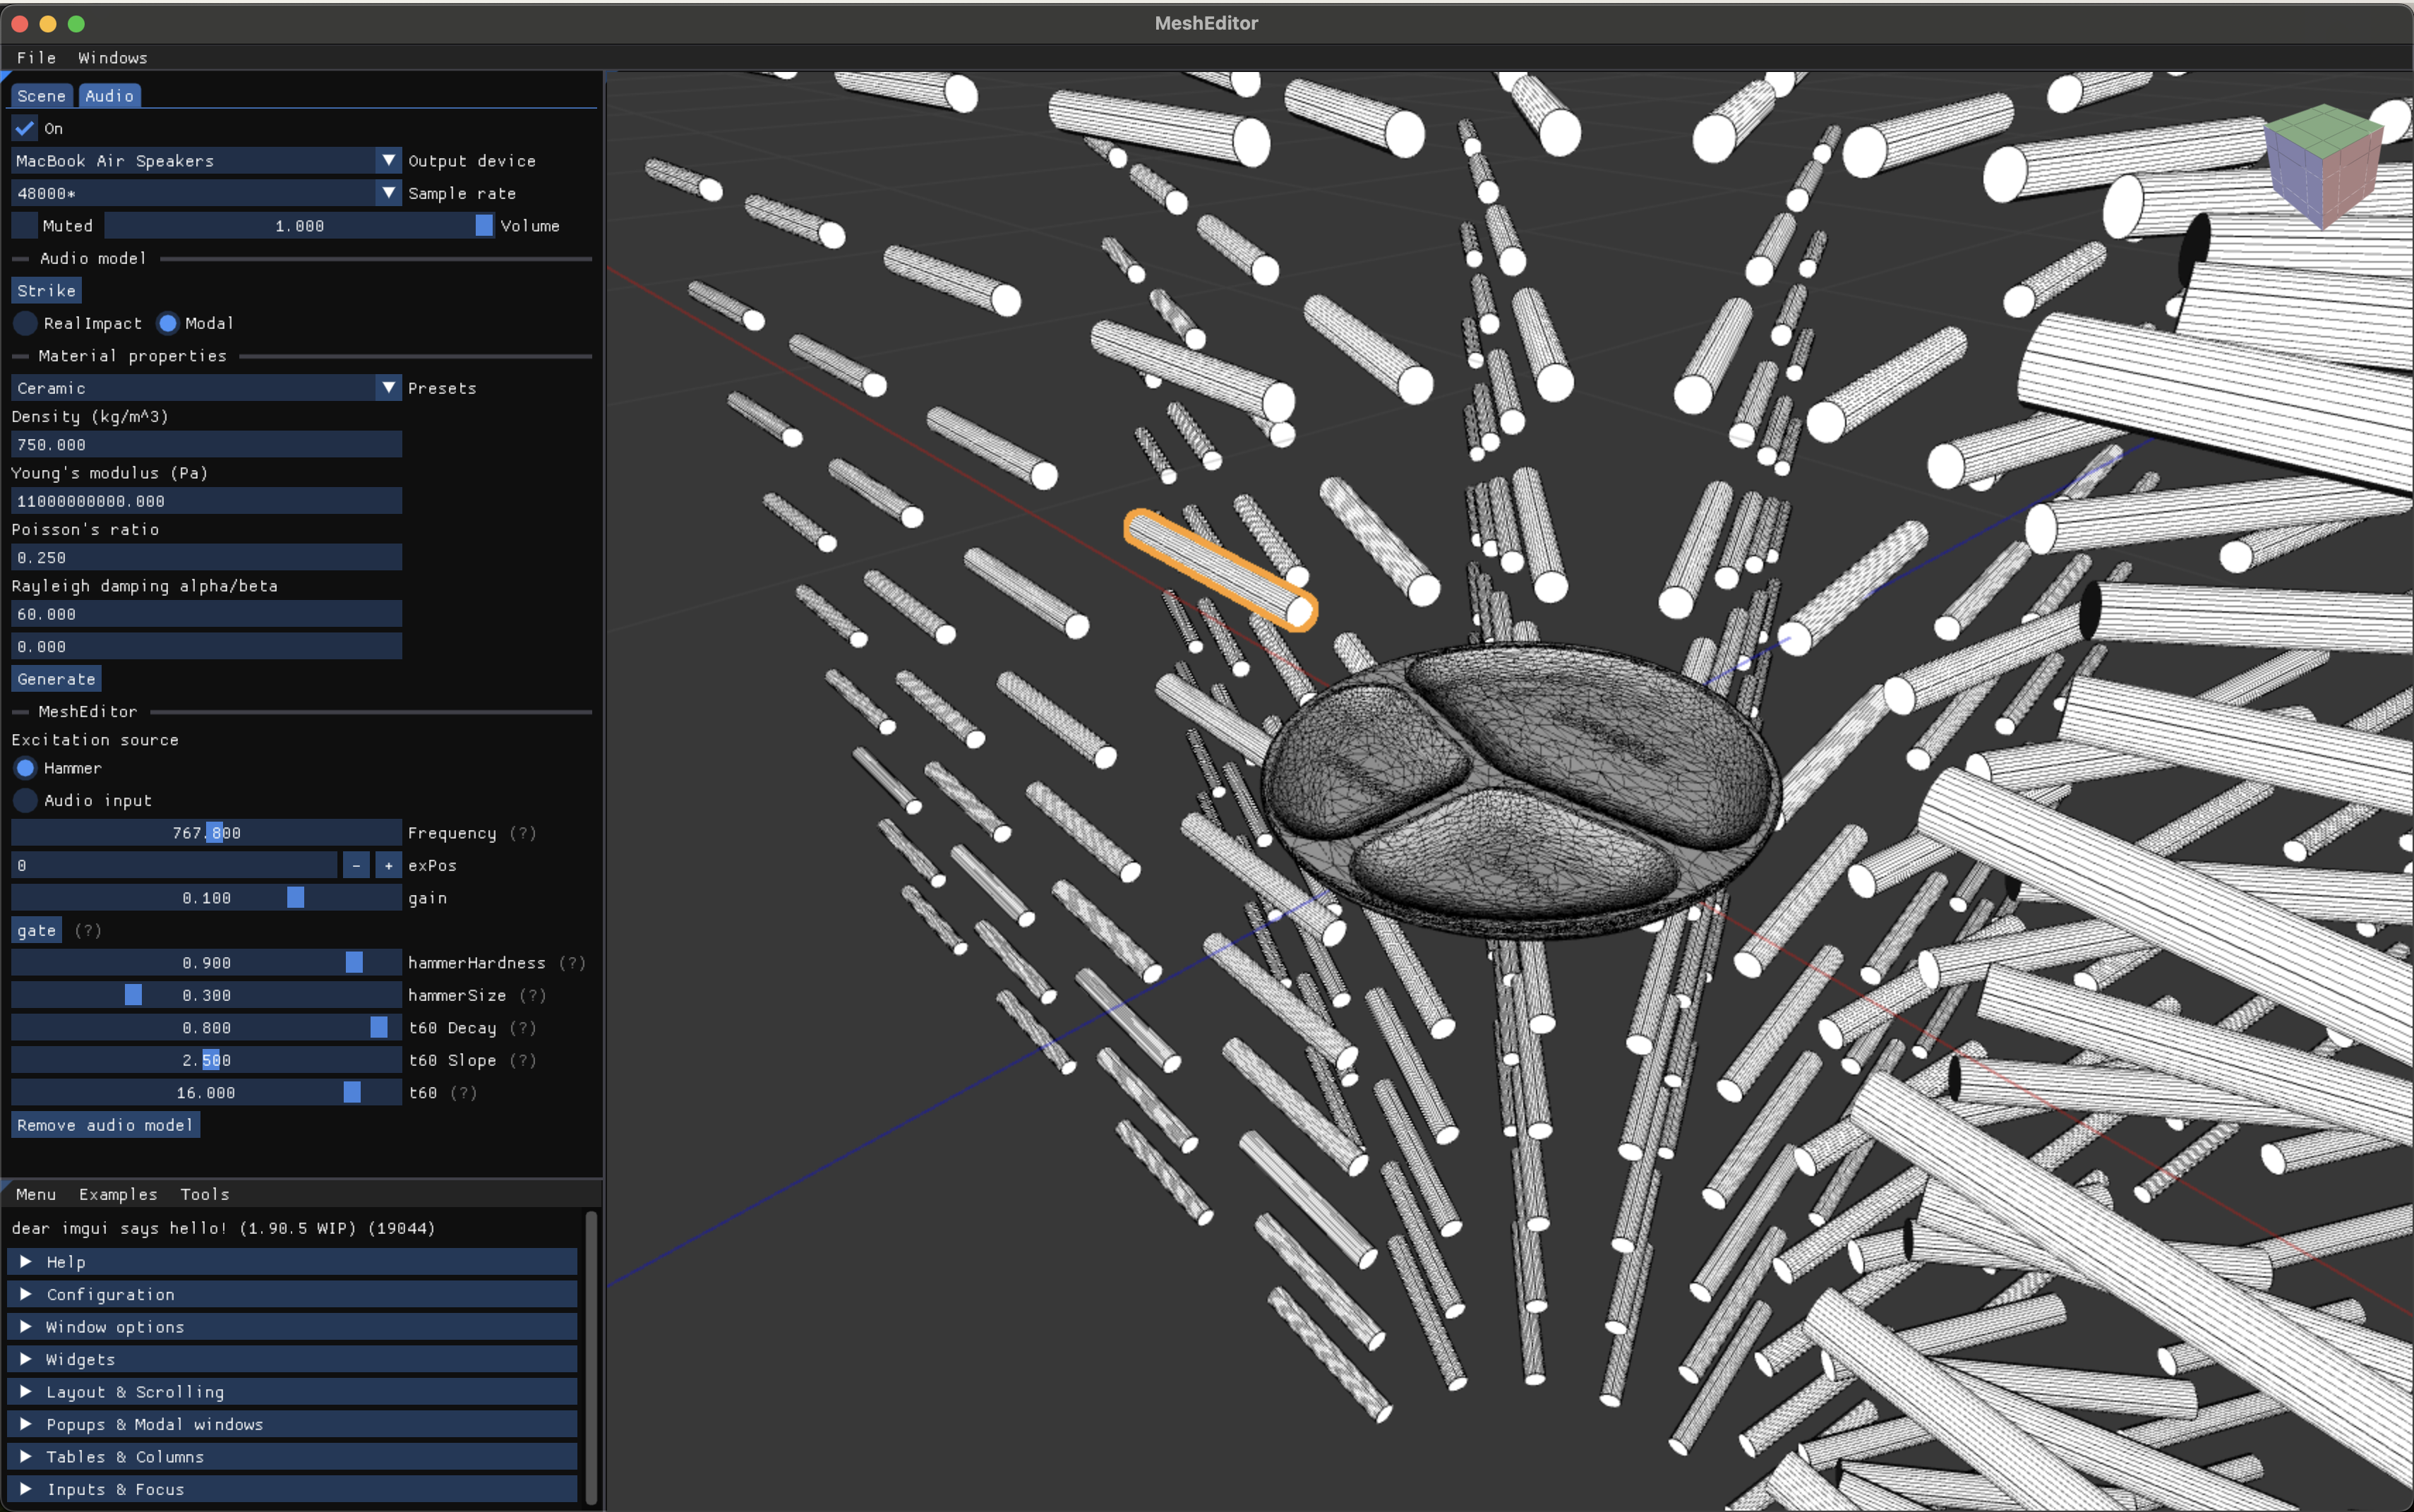 MeshEditor
File Windows
Scene Audio
On
MacBook Air Speakers Output device
48000* Sample rate
Muted 1.000 Volume
Audio model
Strike
RealImpact Modal
Material properties
Ceramic Presets
Density (kg/m^3)
750.000
Young's modulus (Pa)
11000000000.000
Poisson's ratio
0.250
Rayleigh damping alpha/beta
60.000
0.000
Generate
MeshEditor
Excitation source
Hammer
Audio input
767.800 Frequency (?)
0 - + exPos
0.100 gain
gate (?)
0.900 hammerHardness (?)
0.300 hammerSize (?)
0.800 t60 Decay (?)
2.500 t60 Slope (?)
16.000 t60 (?)
Remove audio model
Menu Examples Tools
dear imgui says hello! (1.90.5 WIP) (19044)
Help
Configuration
Window options
Widgets
Layout & Scrolling
Popups & Modal windows
Tables & Columns
Inputs & Focus